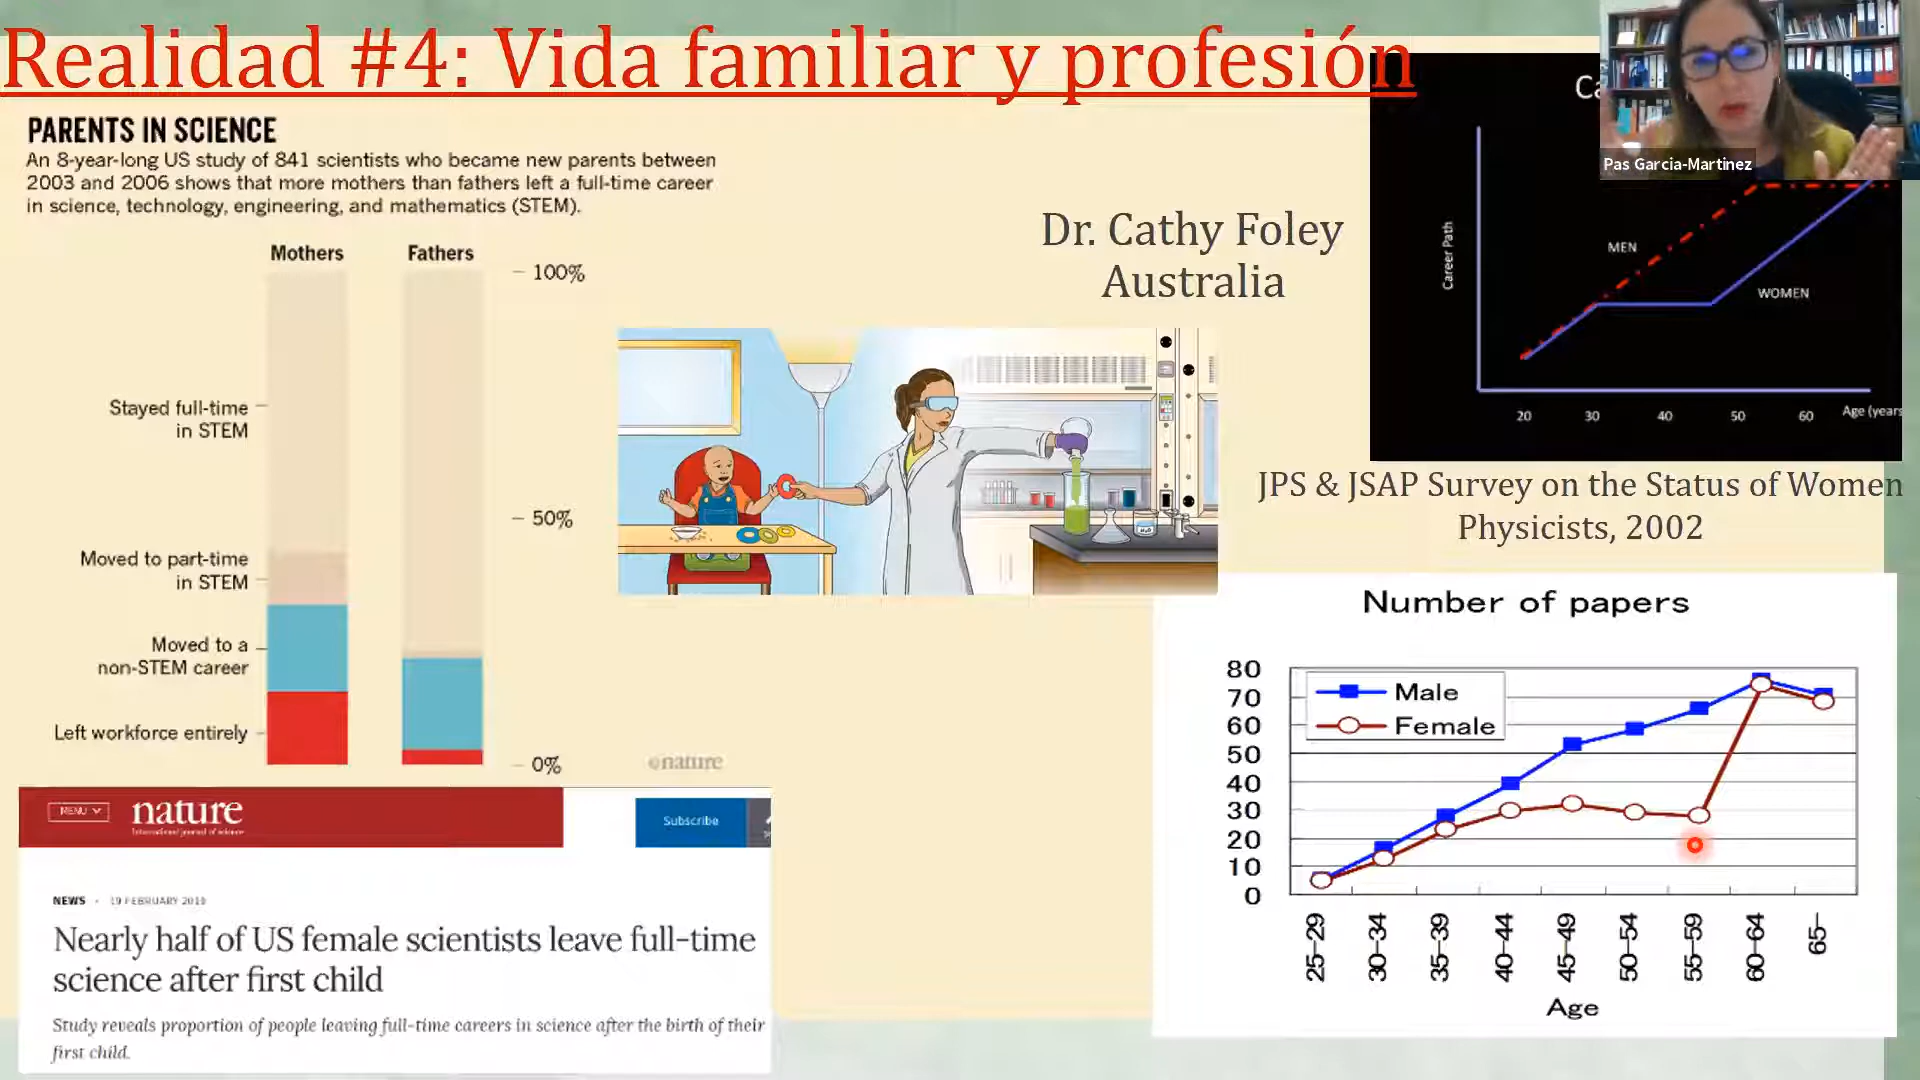 Realidad #4: Vida familiar y profesión
PARENTS IN SCIENCE
An 8-year-long US study of 841 scientists who became new parents between
2003 and 2006 shows that more mothers than fathers left a full-time career
in science, technology, engineering, and mathematics (STEM).
Mothers
Fathers
100%
50%
0%
Stayed full-time
in STEM
Moved to part-time
in STEM
Moved to a
non-STEM career
Left workforce entirely
©nature
MENU
nature
International journal of science
Subscribe
NEWS · 19 FEBRUARY 2019
Nearly half of US female scientists leave full-time
science after first child
Study reveals proportion of people leaving full-time careers in science after the birth of their
first child.
Dr. Cathy Foley
Australia
Pas Garcia-Martinez
Career Path
MEN
WOMEN
20 30 40 50 60 Age (years
JPS & JSAP Survey on the Status of Women
Physicists, 2002
Number of papers
80
70
60
50
40
30
20
10
0
Male
Female
25-29
30-34
35-39
40-44
45-49
50-54
55-59
60-64
65-
Age